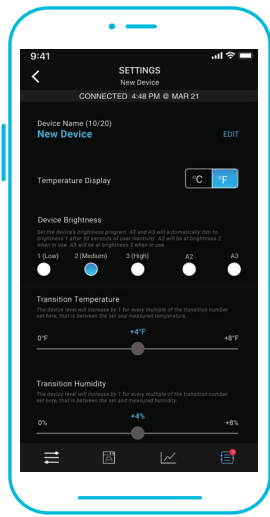 9:41
SETTINGS
New Device
CONNECTED 4:48 PM @ MAR 21
Device Name (10/20)
New Device EDIT
Temperature Display °C °F
Device Brightness
Set the device's brightness program. A2 and A3 will automatically dim to
brightness 1 after 30 seconds of user inactivity. A2 will be at brightness 2
when in use. A3 will be at brightness 3 when in use.
1 (Low) 2 (Medium) 3 (High) A2 A3
Transition Temperature
The device level will increase by 1 for every multiple of the transition number
set here, that is between the set and measured temperature.
0°F +4°F +8°F
Transition Humidity
The device level will increase by 1 for every multiple of the transition number
set here, that is between the set and measured humidity.
0% +4% +8%